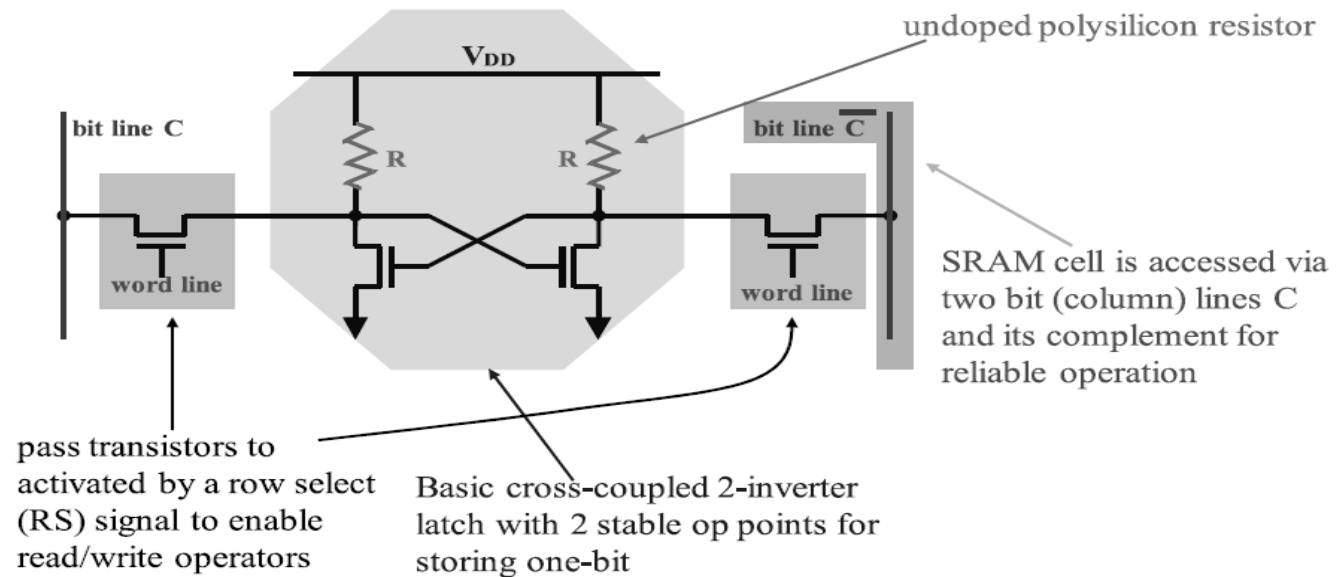 undoped polysilicon resistor
VDD
bit line C
bit line C̅
R
R
word line
word line
SRAM cell is accessed via
two bit (column) lines C
and its complement for
reliable operation
pass transistors to
activated by a row select
(RS) signal to enable
read/write operators
Basic cross-coupled 2-inverter
latch with 2 stable op points for
storing one-bit